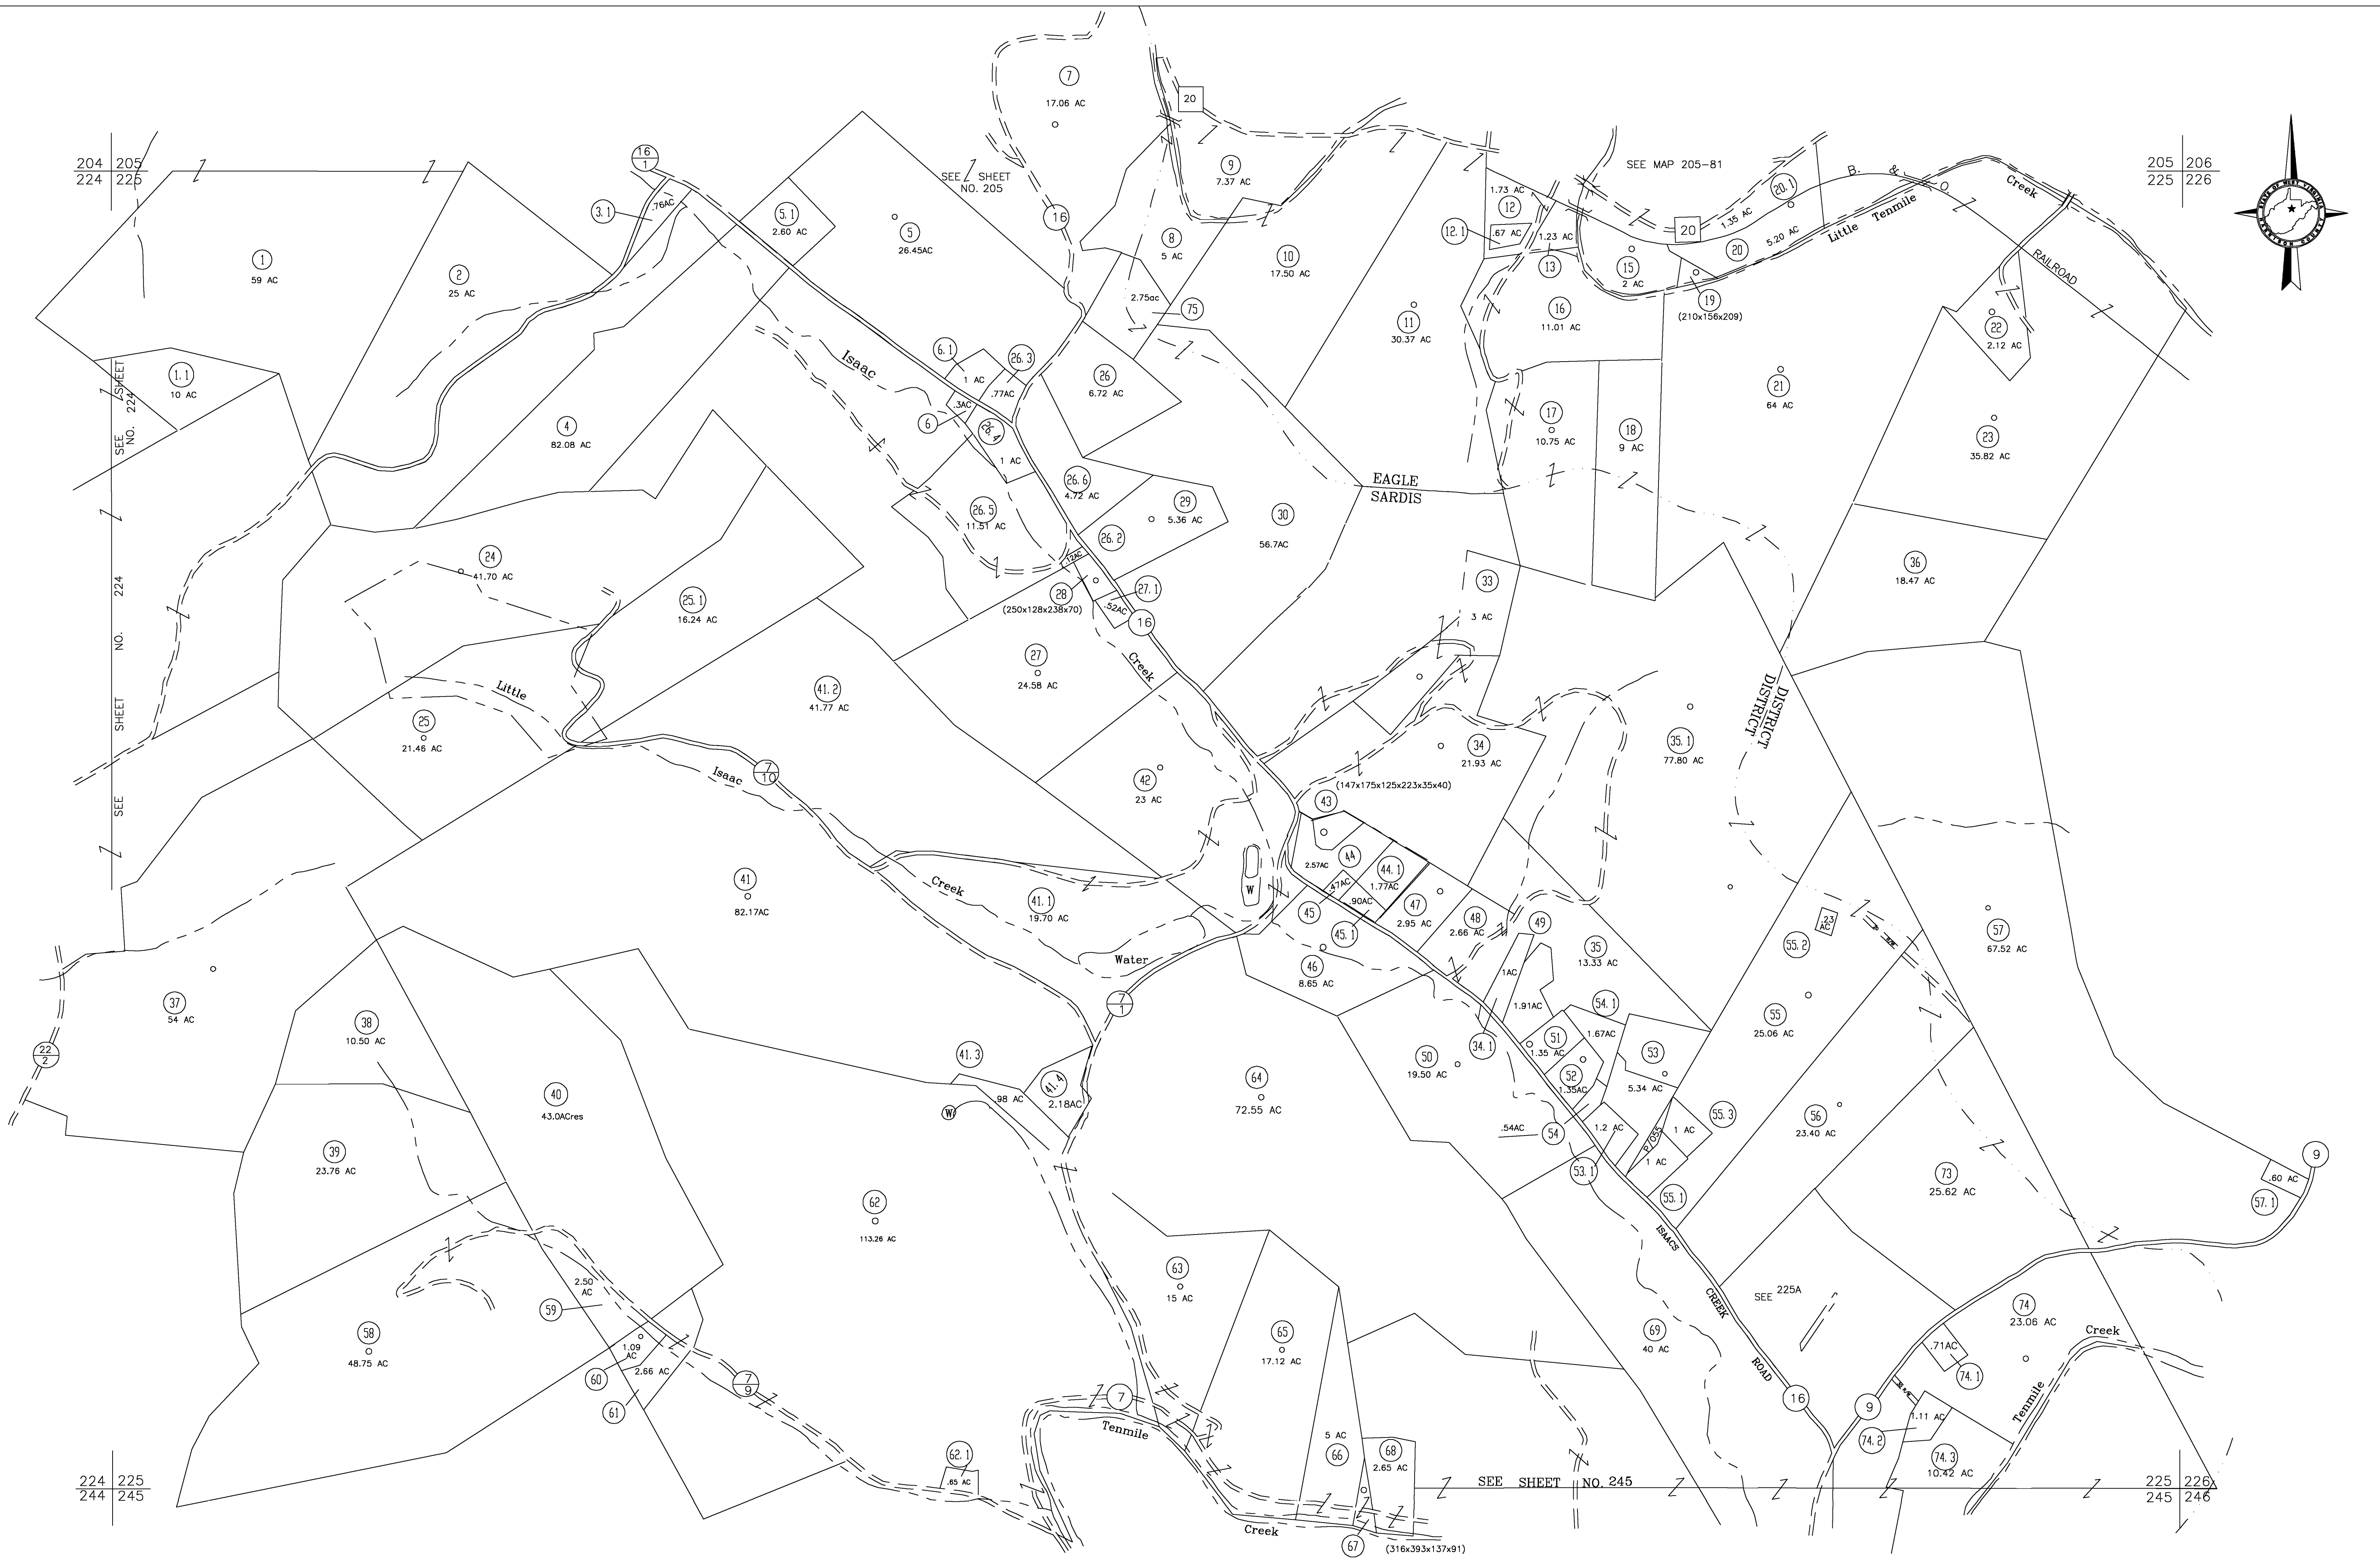 7
17.06 AC
20
204 205
224 225
16
1
SEE SHEET
NO. 205
9
7.37 AC
SEE MAP 205-81
205 206
225 226
B. & O.
RAILROAD
Creek
Little Tenmile
3.1
.76AC
5.1
2.60 AC
5
26.45AC
16
8
5 AC
10
17.50 AC
1.73 AC
12
12.1
.67 AC
1.23 AC
13
15
2 AC
20
20.1
1.35 AC
20
5.20 AC
19
(210x156x209)
1
59 AC
2
25 AC
2.75ac
75
11
30.37 AC
16
11.01 AC
22
2.12 AC
1.1
10 AC
SEE SHEET
NO. 224
Isaac
6.1
1 AC
26.3
.77AC
.3AC
6
26.4
1 AC
26
6.72 AC
21
64 AC
4
82.08 AC
17
10.75 AC
18
9 AC
23
35.82 AC
26.6
4.72 AC
EAGLE
SARDIS
26.5
11.51 AC
29
5.36 AC
30
56.7AC
26.2
24
41.70 AC
.12AC
28
(250x128x238x70)
27.1
.52AC
16
33
3 AC
36
18.47 AC
SEE SHEET NO. 224
25.1
16.24 AC
Creek
27
24.58 AC
DISTRICT
DISTRICT
Little
41.2
41.77 AC
25
21.46 AC
34
21.93 AC
35.1
77.80 AC
7
10
Isaac
42
23 AC
(147x175x125x223x35x40)
43
2.57AC
44
44.1
1.77AC
.47AC
.90AC
45
45.1
47
2.95 AC
41
82.17AC
Creek
41.1
19.70 AC
W
48
2.66 AC
49
.23
AC
55.2
57
67.52 AC
Water
46
8.65 AC
35
13.33 AC
1AC
37
54 AC
7
1
1.91AC
54.1
1.67AC
55
25.06 AC
38
10.50 AC
34.1
51
1.35 AC
22
2
41.3
.98 AC
41.4
2.18AC
50
19.50 AC
53
5.34 AC
52
1.35AC
64
72.55 AC
40
43.0ACres
W
.54AC
54
1.2 AC
55.3
1 AC
P/O55
1 AC
56
23.40 AC
39
23.76 AC
53.1
55.1
73
25.62 AC
9
.60 AC
57.1
62
113.26 AC
ISAACS CREEK ROAD
63
15 AC
2.50
AC
59
SEE 225A
74
23.06 AC
58
48.75 AC
1.09
AC
60
2.66 AC
61
65
17.12 AC
69
40 AC
.71AC
74.1
Creek
Tenmile
7
9
7
16
9
Tenmile
1.11 AC
74.2
5 AC
66
68
2.65 AC
74.3
10.42 AC
62.1
.65 AC
224 225
244 245
SEE SHEET NO. 245
225 226
245 246
Creek
67
(316x393x137x91)